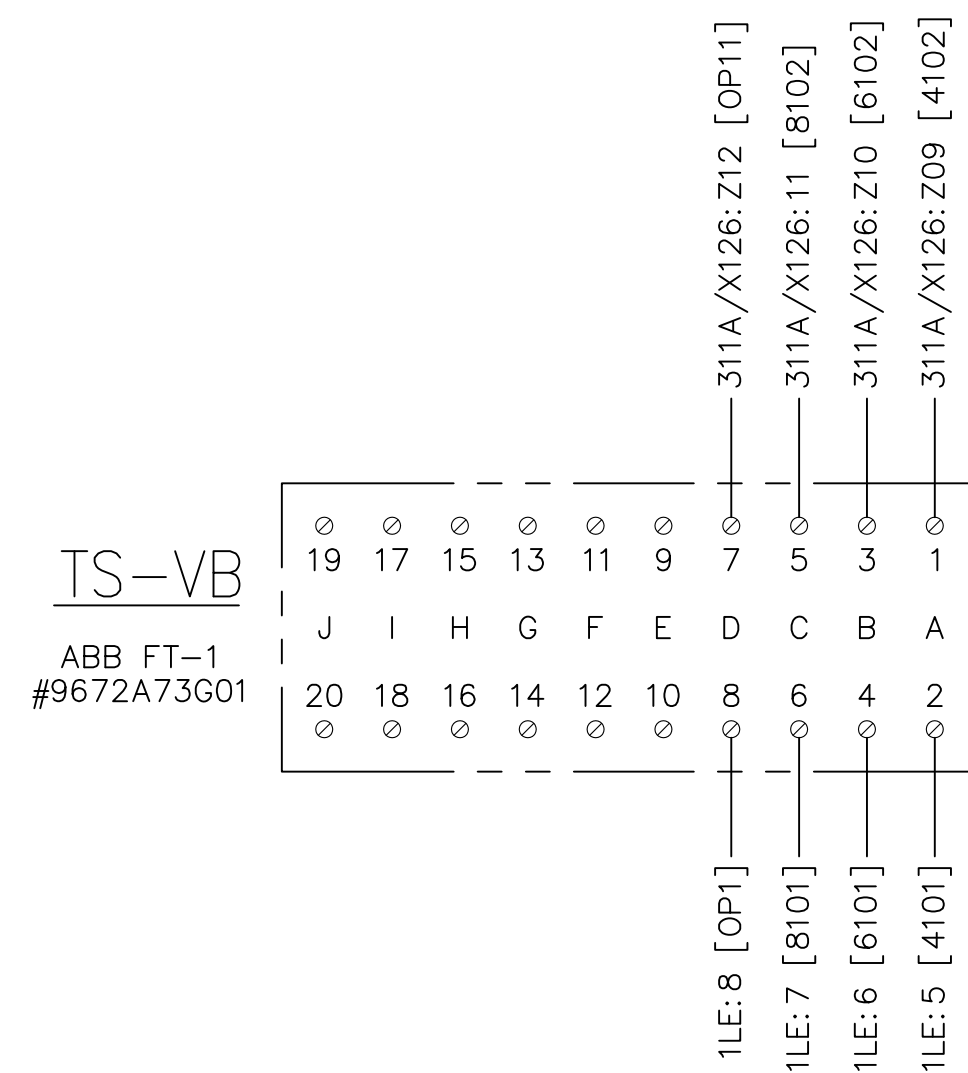 311A/X126:Z12 [OP11]
311A/X126:11 [8102]
311A/X126:Z10 [6102]
311A/X126:Z09 [4102]
TS-VB
ABB FT-1
#9672A73G01
19 17 15 13 11 9 7 5 3 1
J I H G F E D C B A
20 18 16 14 12 10 8 6 4 2
1LE:8 [OP1]
1LE:7 [8101]
1LE:6 [6101]
1LE:5 [4101]